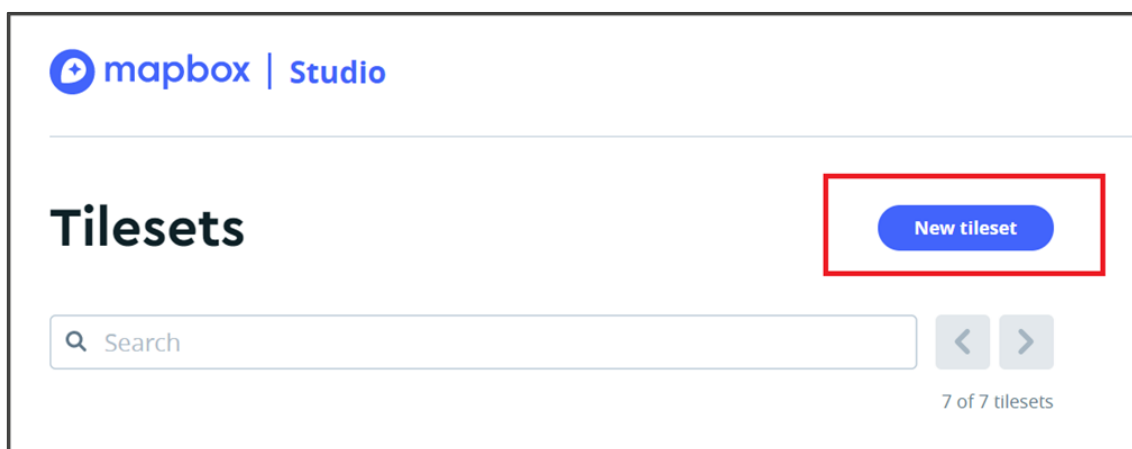 mapbox | Studio
Tilesets
New tileset
Search
7 of 7 tilesets